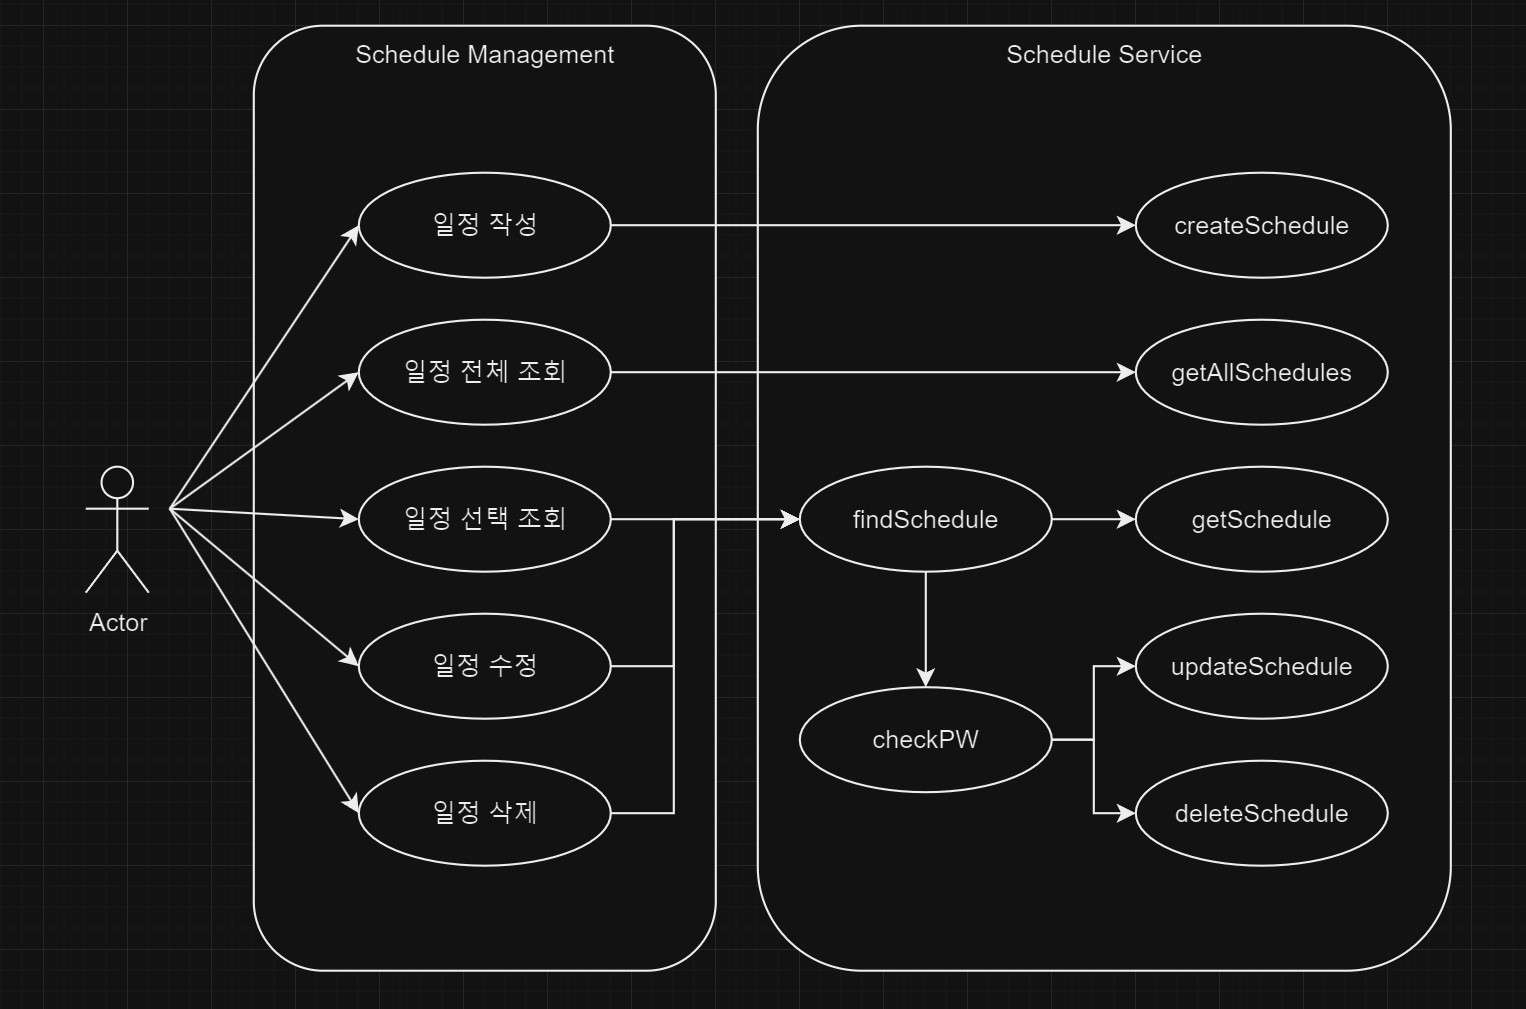 Schedule Management
Schedule Service
일정 작성
createSchedule
일정 전체 조회
getAllSchedules
일정 선택 조회
findSchedule
getSchedule
Actor
일정 수정
updateSchedule
checkPW
일정 삭제
deleteSchedule